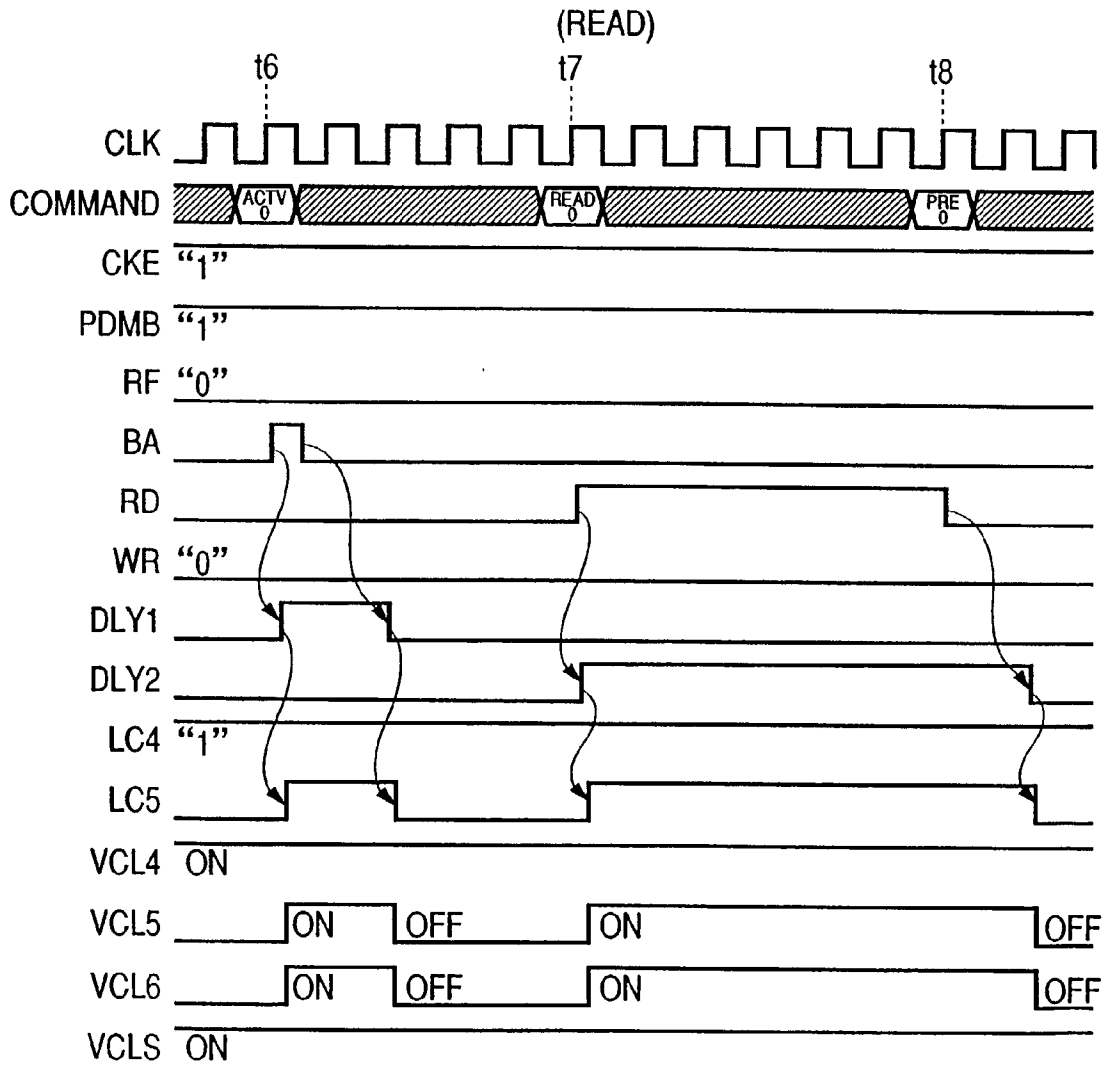 (READ)
t6 t7 t8
CLK
COMMAND ACTV 0 READ 0 PRE 0
CKE “1”
PDMB “1”
RF “0”
BA
RD
WR “0”
DLY1
DLY2
LC4 “1”
LC5
VCL4 ON
VCL5 ON OFF ON OFF
VCL6 ON OFF ON OFF
VCLS ON